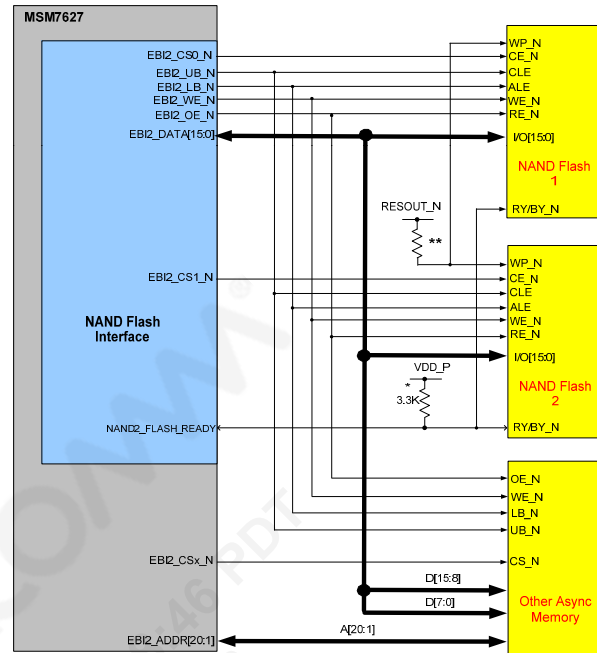 MSM7627
EBI2_CS0_N
EBI2_UB_N
EBI2_LB_N
EBI2_WE_N
EBI2_OE_N
EBI2_DATA[15:0]
WP_N
CE_N
CLE
ALE
WE_N
RE_N
I/O[15:0]
NAND Flash
1
RY/BY_N
RESOUT_N
**
EBI2_CS1_N
NAND Flash
Interface
WP_N
CE_N
CLE
ALE
WE_N
RE_N
I/O[15:0]
NAND Flash
2
VDD_P
*
3.3K
NAND2_FLASH_READY
RY/BY_N
OE_N
WE_N
LB_N
UB_N
EBI2_CSx_N
CS_N
D[15:8]
D[7:0]
Other Async
Memory
A[20:1]
EBI2_ADDR[20:1]
COMM®
:46 PDT